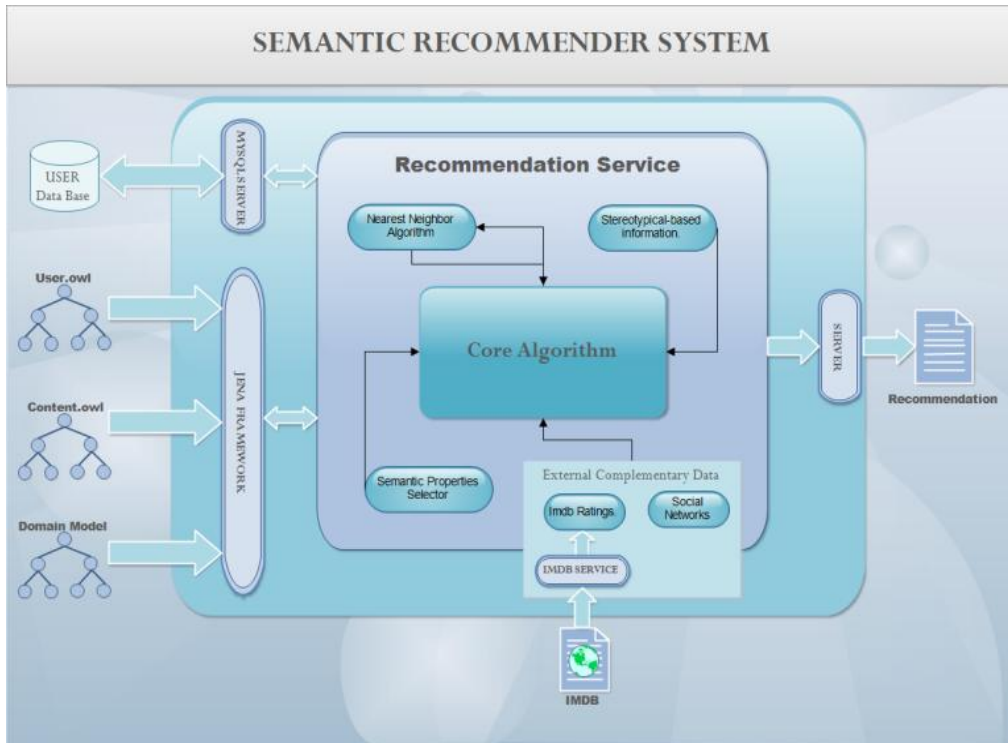 SEMANTIC RECOMMENDER SYSTEM
USER
Data Base
MYSQL SERVER
Recommendation Service
Nearest Neighbor
Algorithm
Stereotypical-based
information.
User.owl
Core Algorithm
SERVER
Recommendation
JENA FRAMEWORK
Content.owl
Semantic Properties
Selector
External Complementary Data
Imdb Ratings
Social
Networks
Domain Model
IMDB SERVICE
IMDB